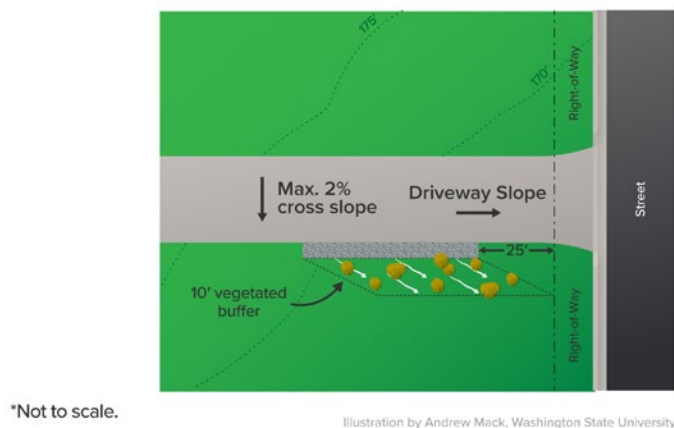 175'
170'
Right-of-Way
Max. 2%
cross slope
Driveway Slope
Street
25'
10' vegetated
buffer
Right-of-Way
*Not to scale.
Illustration by Andrew Mack, Washington State University